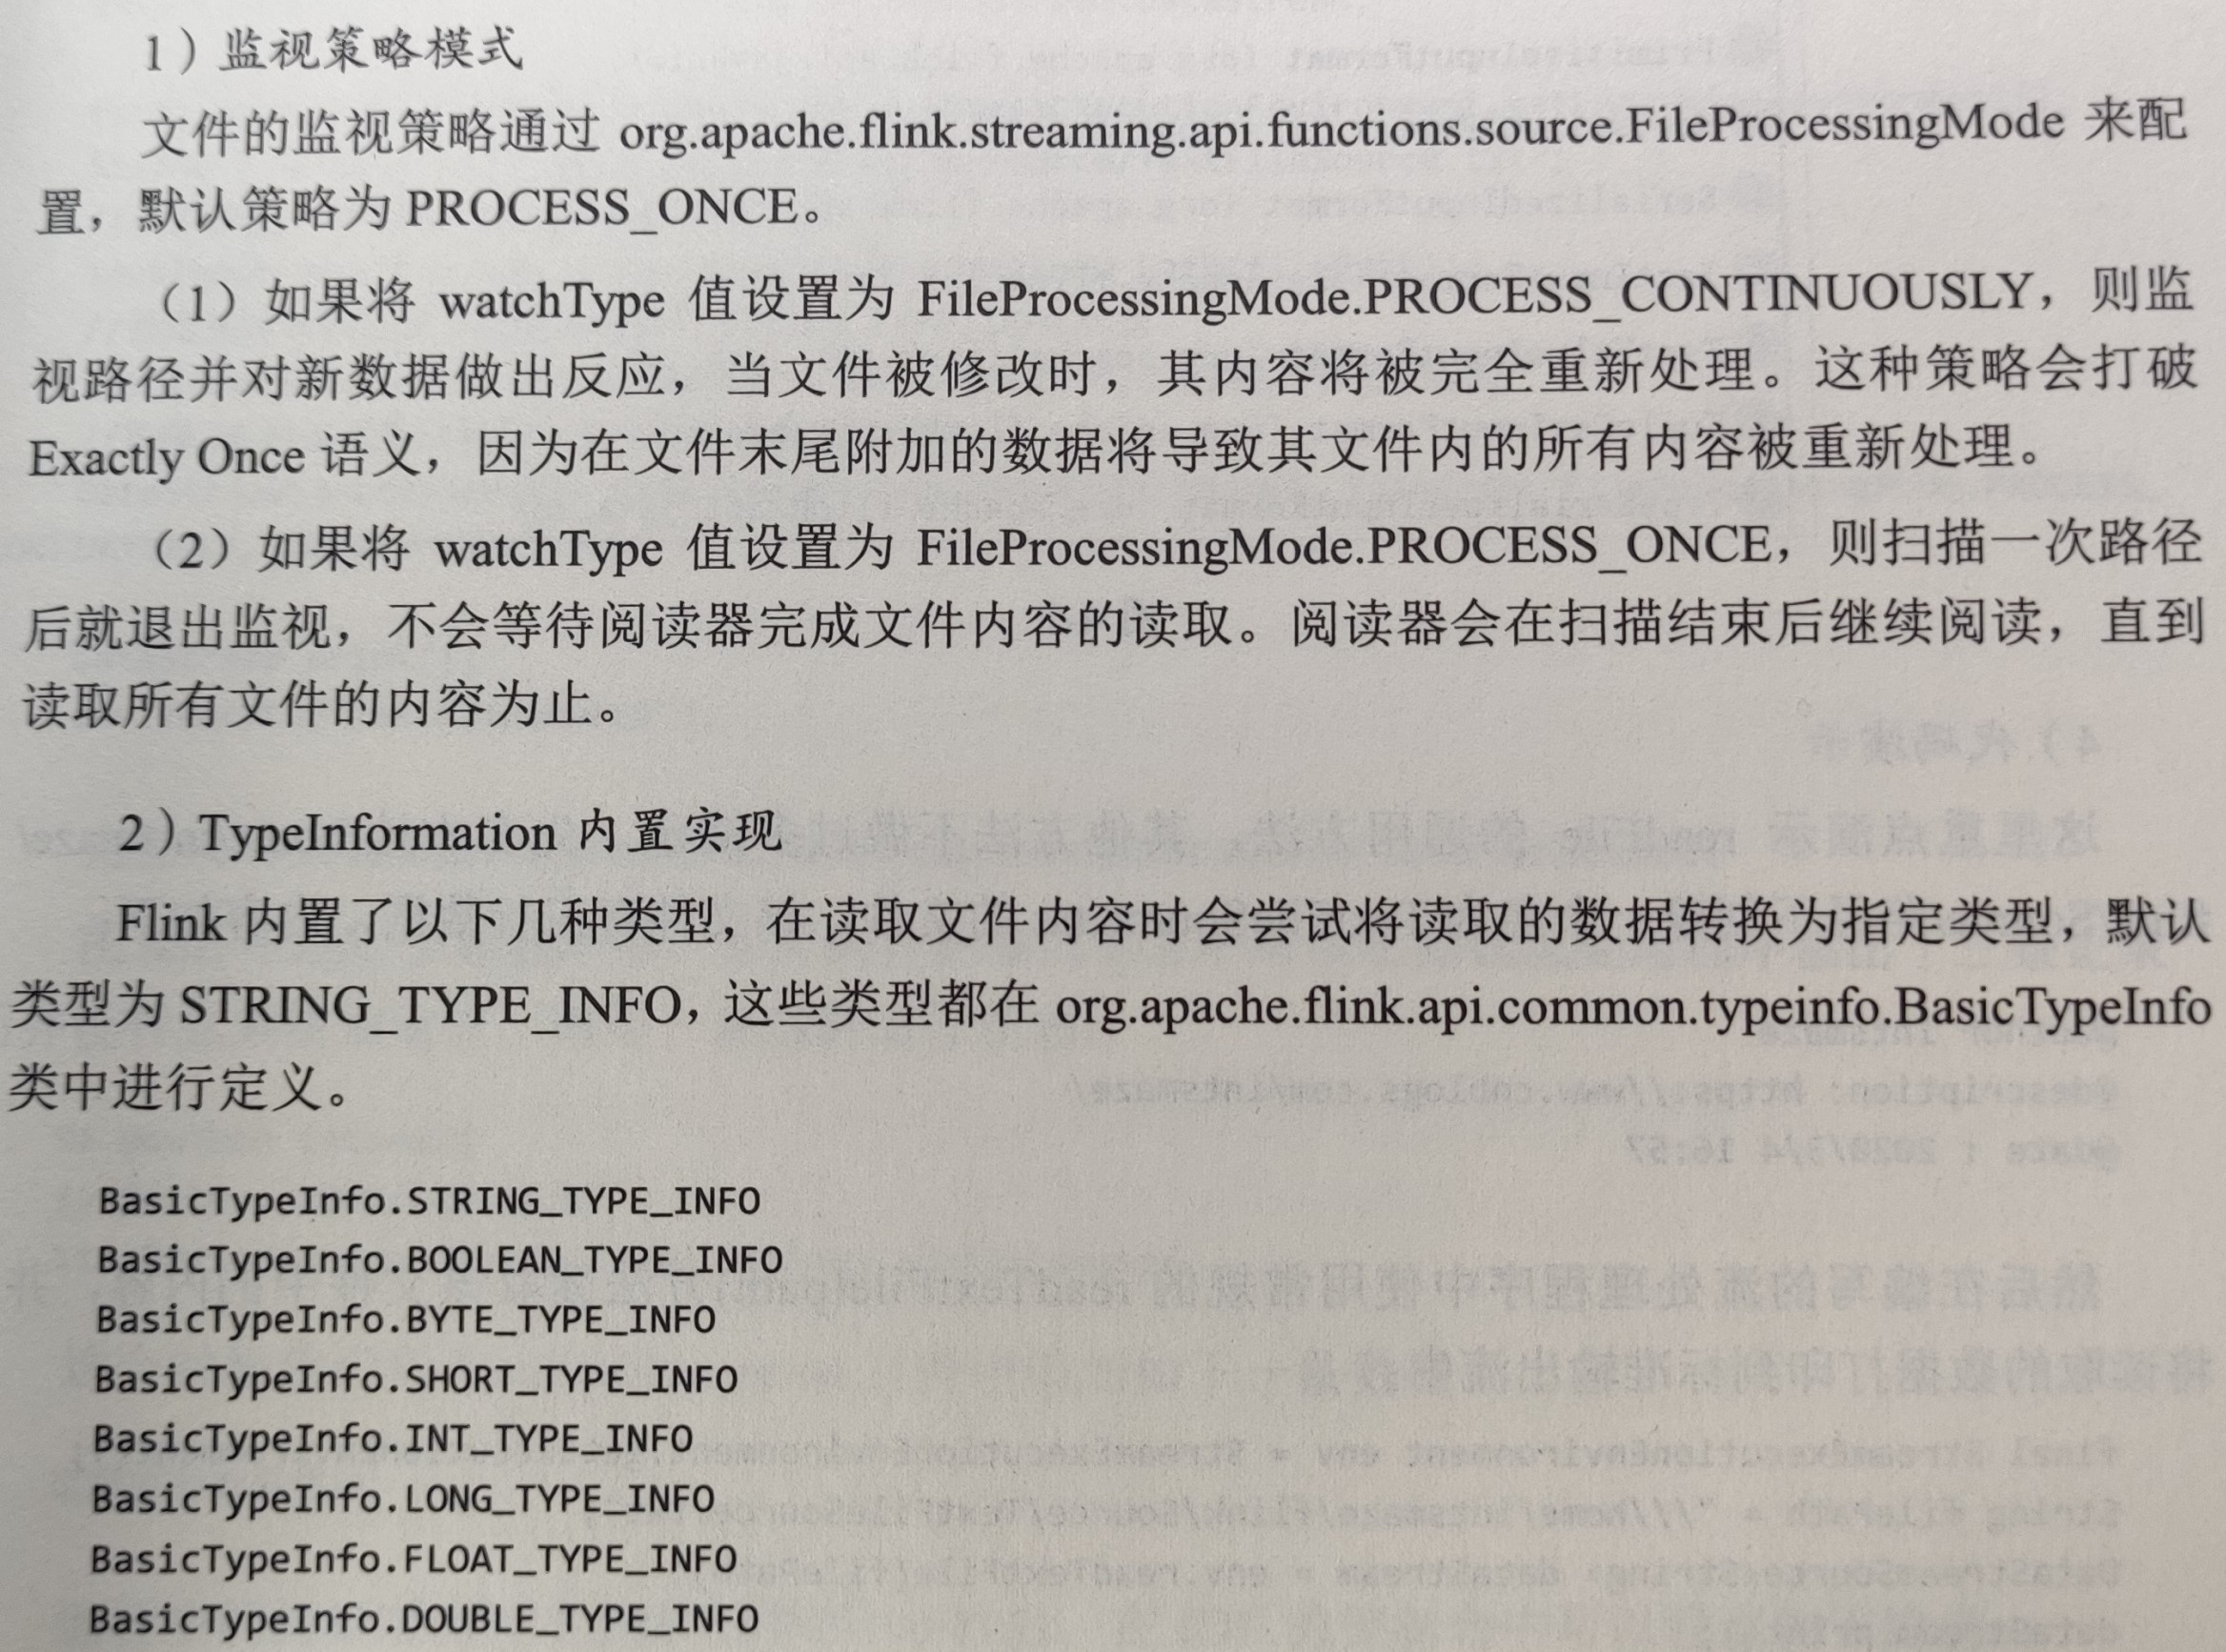 1）监视策略模式
文件的监视策略通过 org.apache.flink.streaming.api.functions.source.FileProcessingMode 来配
置，默认策略为 PROCESS_ONCE。
（1）如果将 watchType 值设置为 FileProcessingMode.PROCESS_CONTINUOUSLY，则监
视路径并对新数据做出反应，当文件被修改时，其内容将被完全重新处理。这种策略会打破
Exactly Once 语义，因为在文件末尾附加的数据将导致其文件内的所有内容被重新处理。
（2）如果将 watchType 值设置为 FileProcessingMode.PROCESS_ONCE，则扫描一次路径
后就退出监视，不会等待阅读器完成文件内容的读取。阅读器会在扫描结束后继续阅读，直到
读取所有文件的内容为止。
2）TypeInformation 内置实现
Flink 内置了以下几种类型，在读取文件内容时会尝试将读取的数据转换为指定类型，默认
类型为 STRING_TYPE_INFO，这些类型都在 org.apache.flink.api.common.typeinfo.BasicTypeInfo
类中进行定义。
BasicTypeInfo.STRING_TYPE_INFO
BasicTypeInfo.BOOLEAN_TYPE_INFO
BasicTypeInfo.BYTE_TYPE_INFO
BasicTypeInfo.SHORT_TYPE_INFO
BasicTypeInfo.INT_TYPE_INFO
BasicTypeInfo.LONG_TYPE_INFO
BasicTypeInfo.FLOAT_TYPE_INFO
BasicTypeInfo.DOUBLE_TYPE_INFO